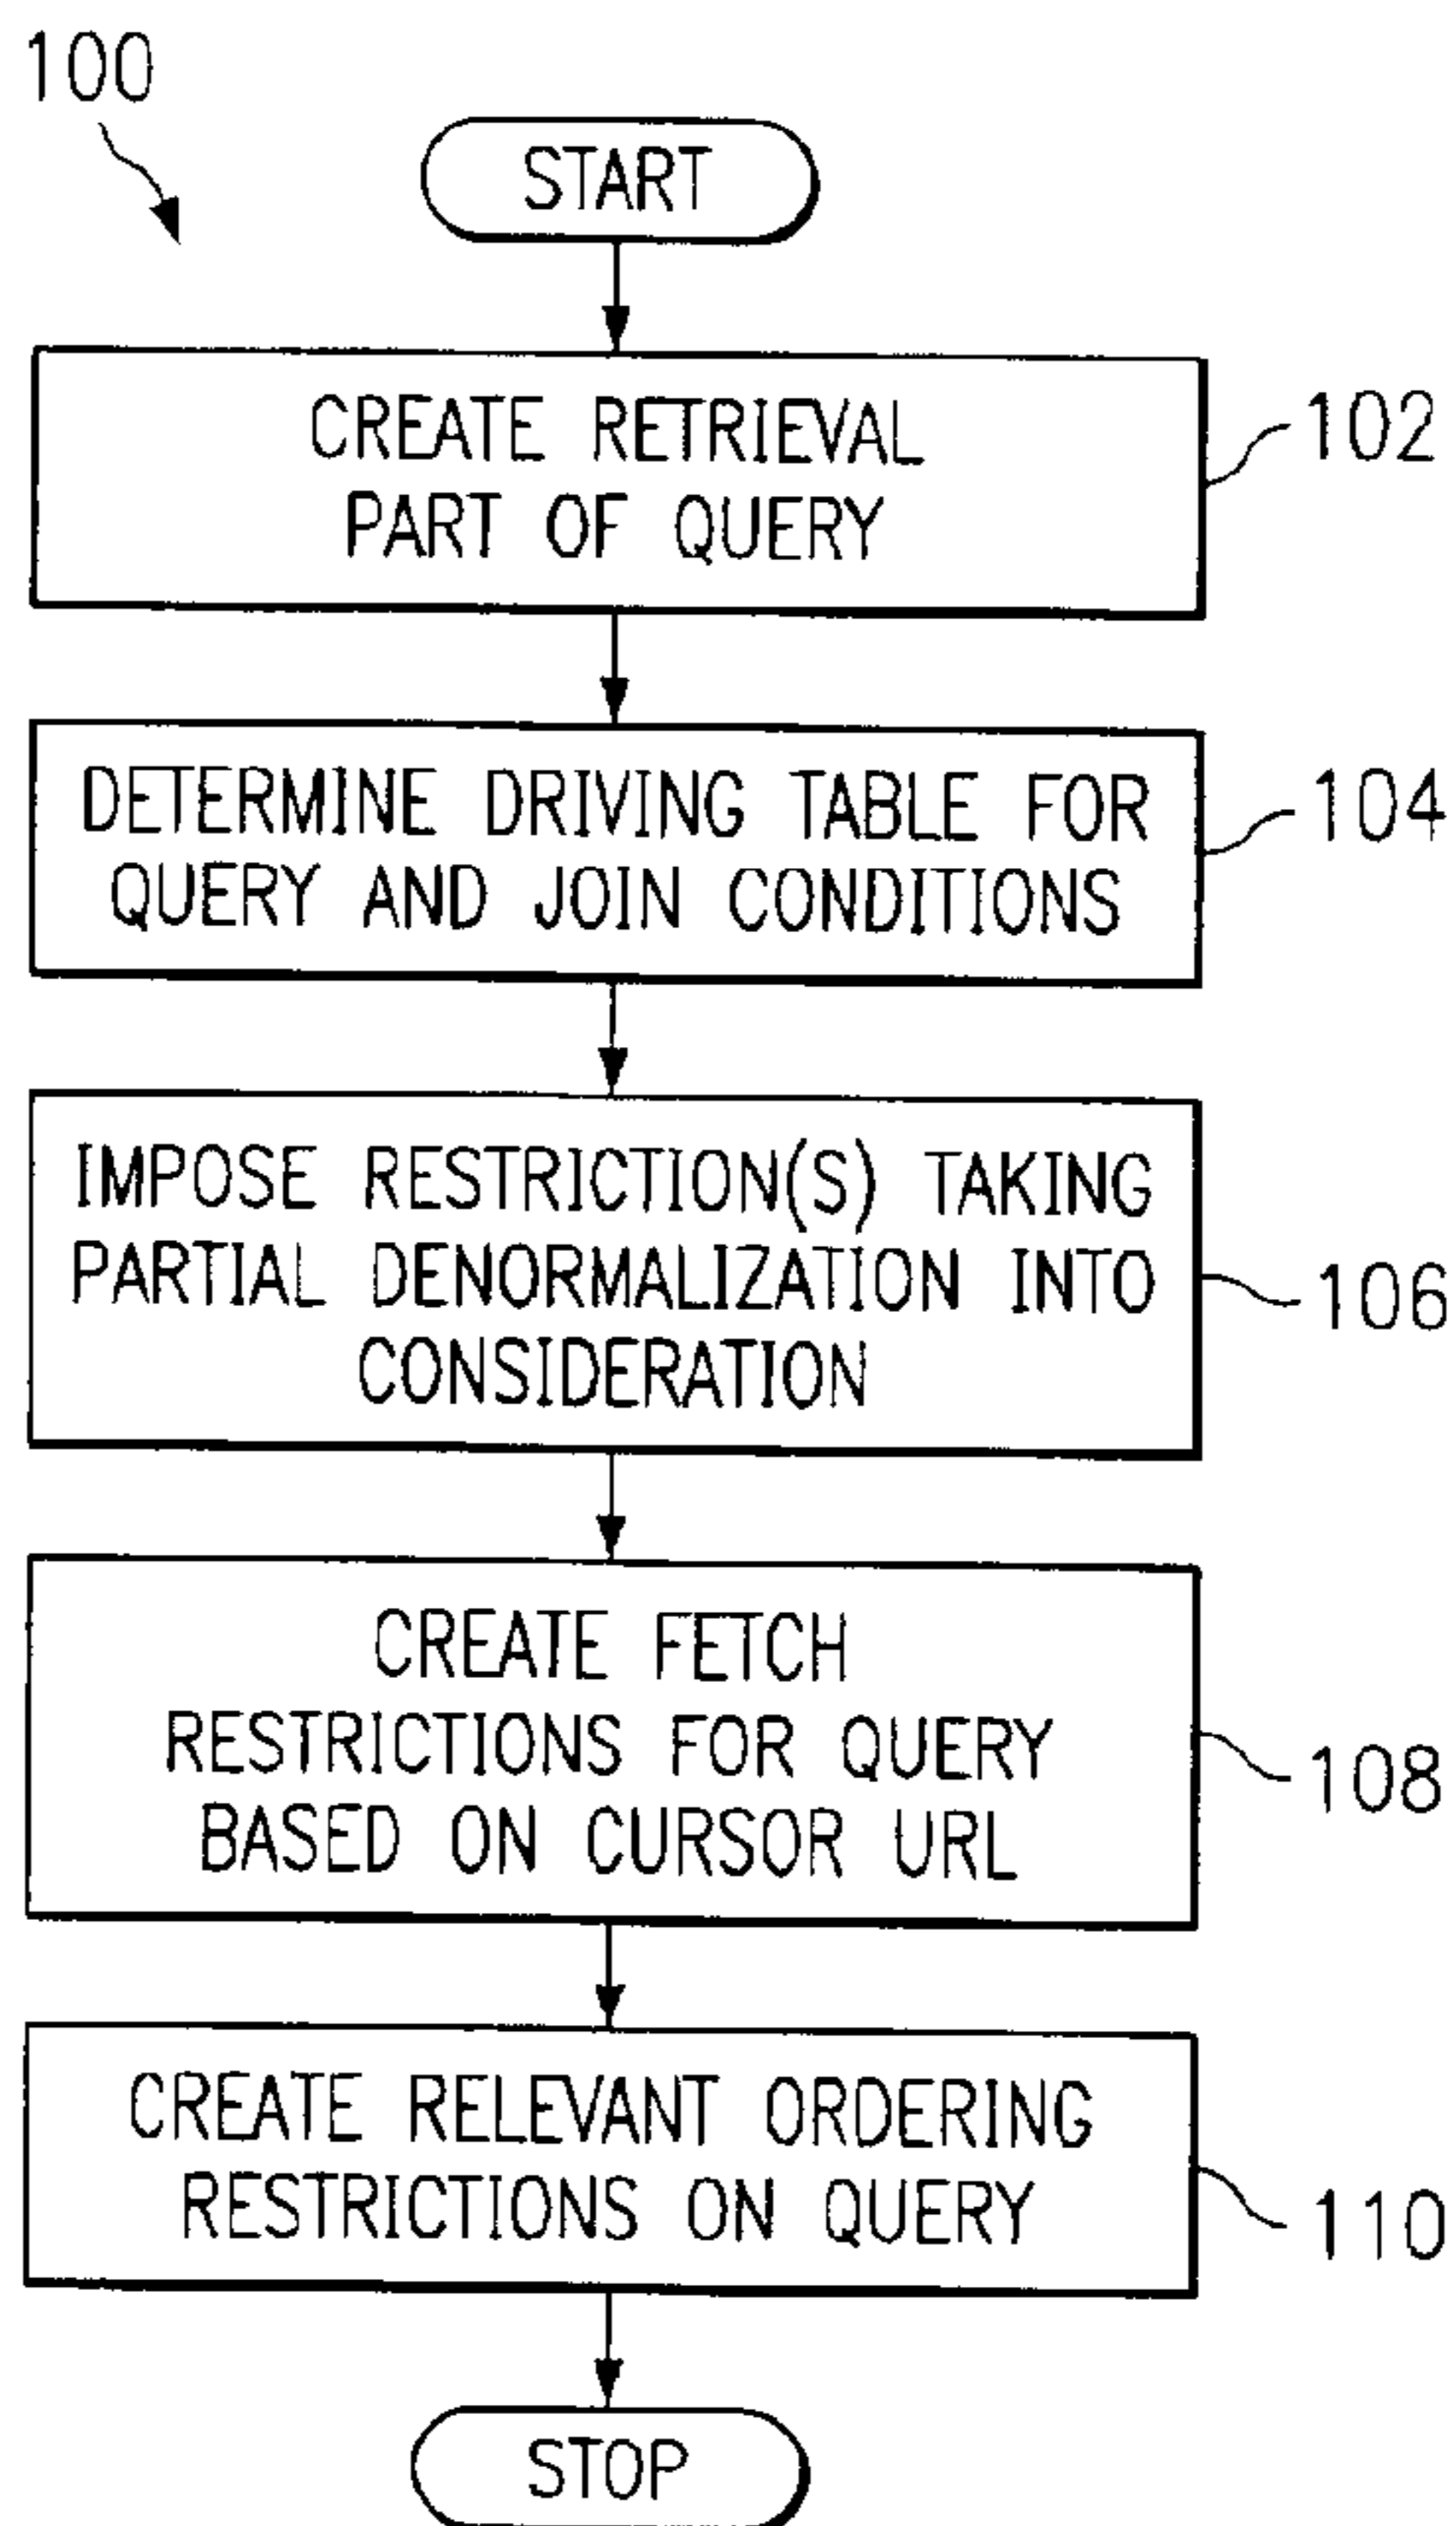 100
START
CREATE RETRIEVAL
PART OF QUERY
102
DETERMINE DRIVING TABLE FOR
QUERY AND JOIN CONDITIONS
104
IMPOSE RESTRICTION(S) TAKING
PARTIAL DENORMALIZATION INTO
CONSIDERATION
106
CREATE FETCH
RESTRICTIONS FOR QUERY
BASED ON CURSOR URL
108
CREATE RELEVANT ORDERING
RESTRICTIONS ON QUERY
110
STOP